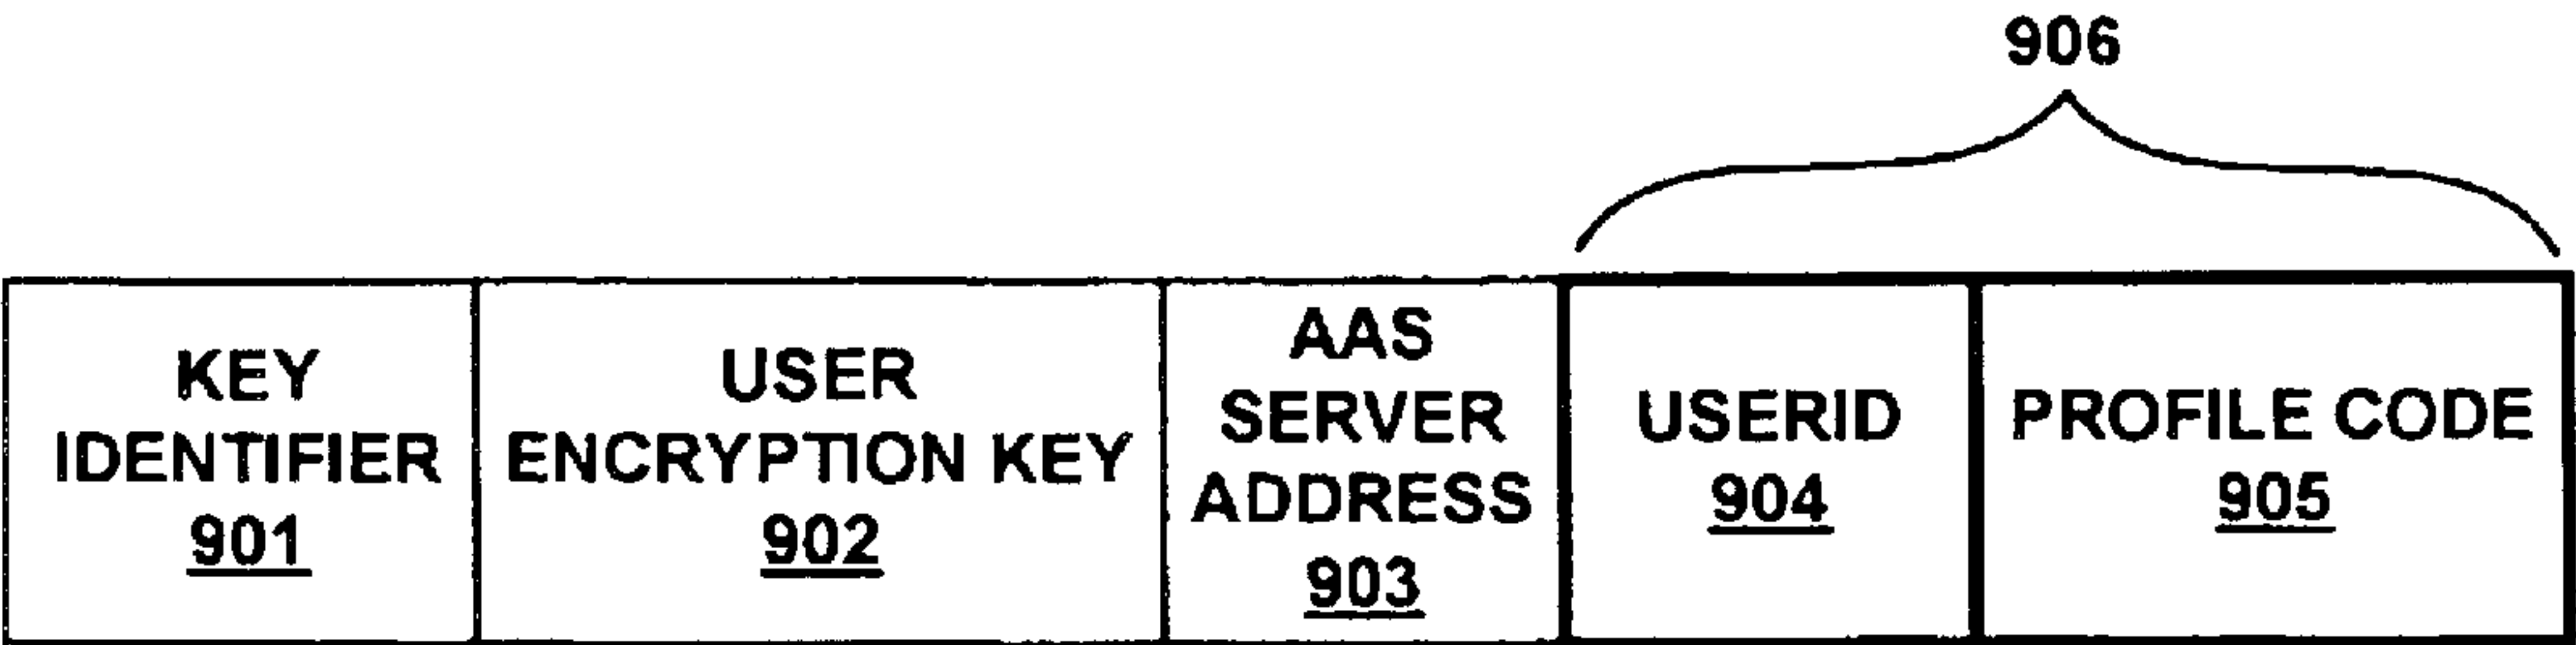 906
KEY
IDENTIFIER
901
USER
ENCRYPTION KEY
902
AAS
SERVER
ADDRESS
903
USERID
904
PROFILE CODE
905